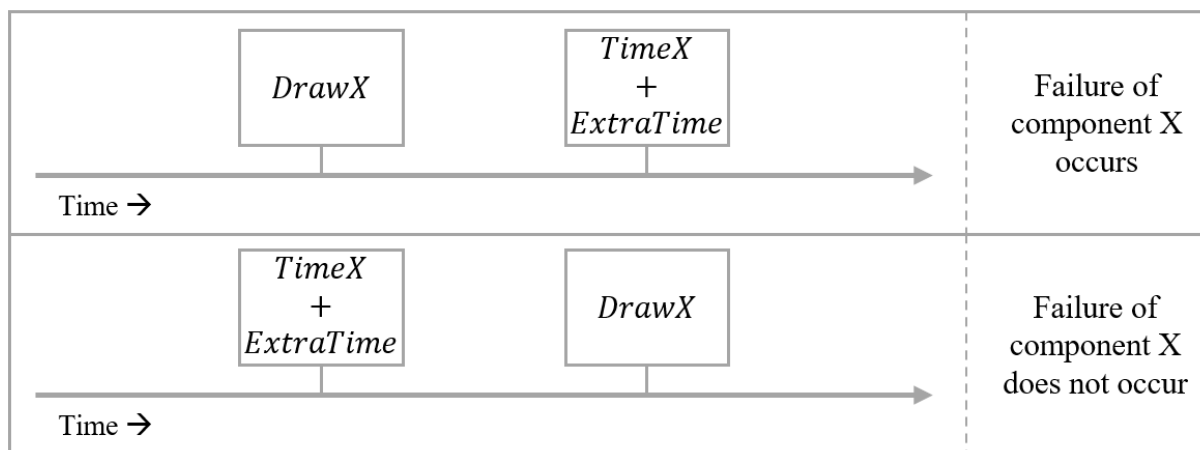 DrawX
TimeX
+
ExtraTime
Time →
Failure of
component X
occurs
TimeX
+
ExtraTime
DrawX
Time →
Failure of
component X
does not occur